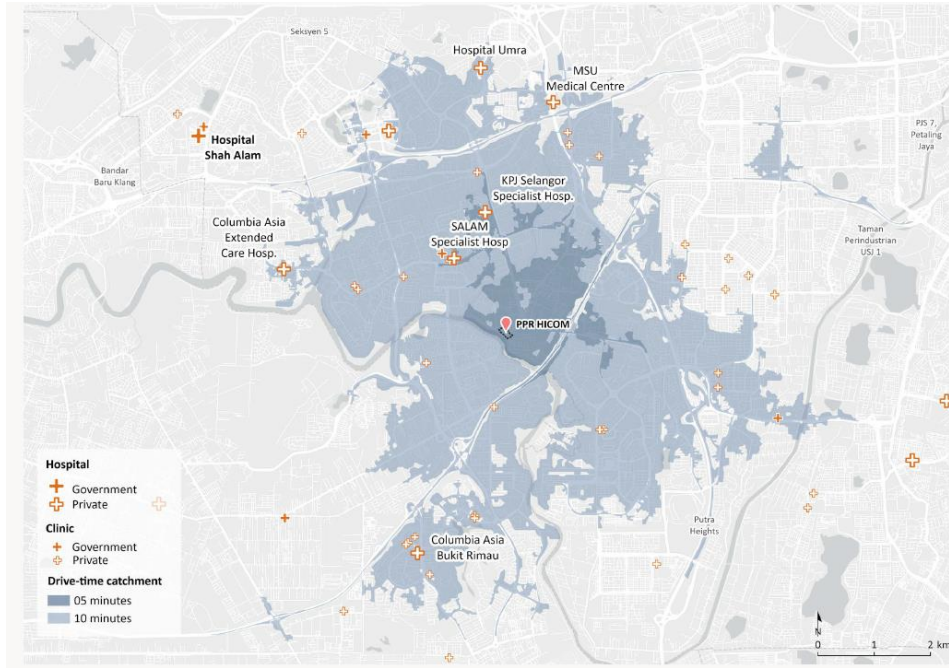 Seksyen 5
Hospital Umra
MSU
Medical Centre
Hospital
Shah Alam
PJS 7,
Petaling
Jaya
Bandar
Baru Klang
KPJ Selangor
Specialist Hosp.
Columbia Asia
Extended
Care Hosp.
SALAM
Specialist Hosp
Taman
Perindustrian
USJ 1
PPR HICOM
Hospital
Government
Private
Clinic
Government
Private
Drive-time catchment
05 minutes
10 minutes
Columbia Asia
Bukit Rimau
Putra
Heights
N
0 1 2 km